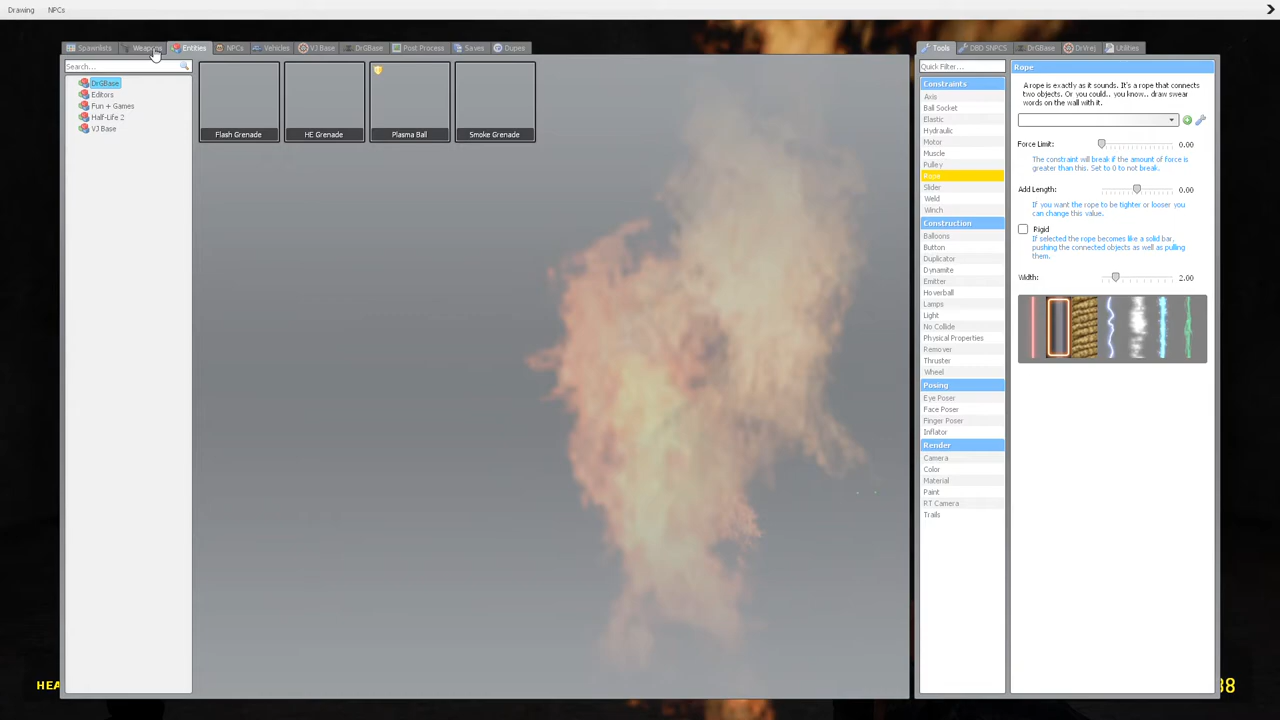 Drawing NPCs
Spawnlists Weapons Entities NPCs Vehicles VJ Base DrGBase Post Process Saves Dupes
Search...
DrGBase
Editors
Fun + Games
Half-Life 2
VJ Base
Flash Grenade HE Grenade Plasma Ball Smoke Grenade
Tools DBD SNPCS DrGBase DrVrej Utilities
Quick Filter...
Constraints
Axis
Ball Socket
Elastic
Hydraulic
Motor
Muscle
Pulley
Rope
Slider
Weld
Winch
Construction
Balloons
Button
Duplicator
Dynamite
Emitter
Hoverball
Lamps
Light
No Collide
Physical Properties
Remover
Thruster
Wheel
Posing
Eye Poser
Face Poser
Finger Poser
Inflator
Render
Camera
Color
Material
Paint
RT Camera
Trails
Rope
A rope is exactly as it sounds. It's a rope that connects
two objects. Or you could.. you know.. draw swear
words on the wall with it.
Force Limit: 0.00
The constraint will break if the amount of force is
greater than this. Set to 0 to not break.
Add Length: 0.00
If you want the rope to be tighter or looser you
can change this value.
Rigid
If selected the rope becomes like a solid bar,
pushing the connected objects as well as pulling
them.
Width: 2.00